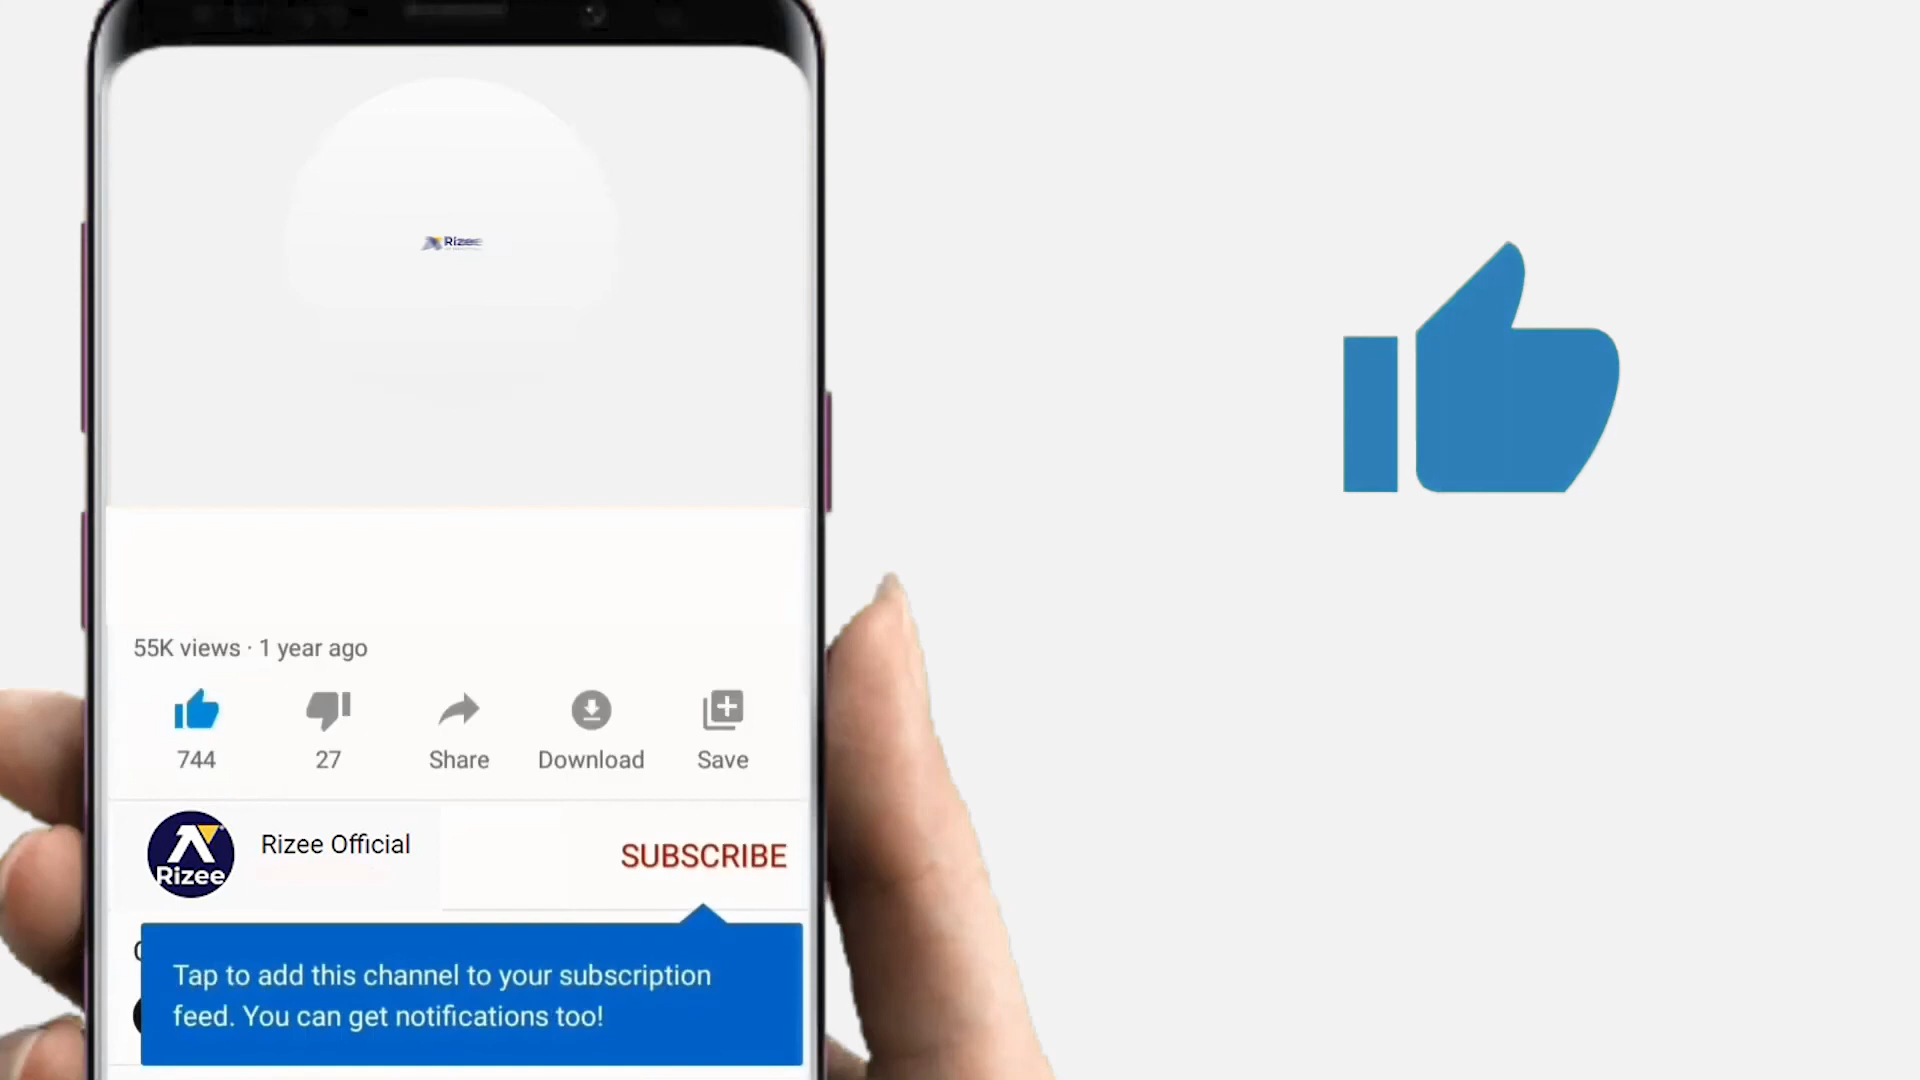 Rizee
55K views · 1 year ago
744
27
Share
Download
Save
Rizee
Rizee Official
SUBSCRIBE
Tap to add this channel to your subscription
feed. You can get notifications too!